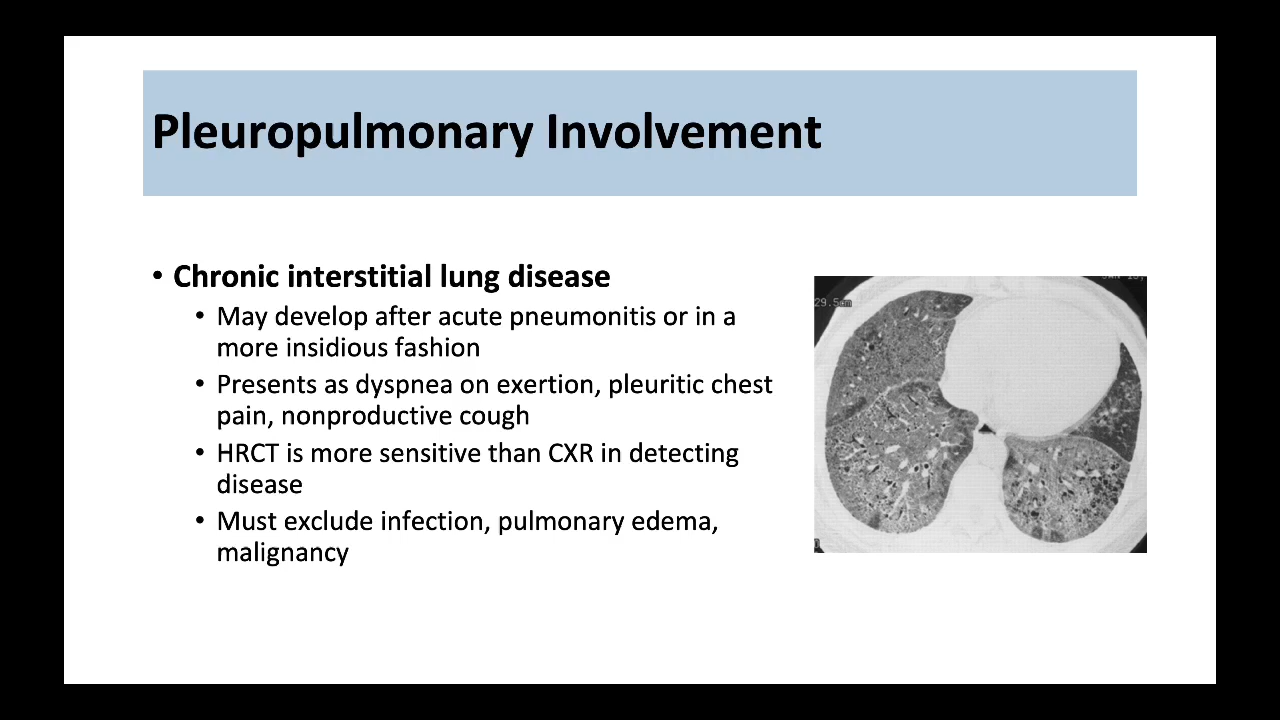 Pleuropulmonary Involvement
• Chronic interstitial lung disease
• May develop after acute pneumonitis or in a
more insidious fashion
• Presents as dyspnea on exertion, pleuritic chest
pain, nonproductive cough
• HRCT is more sensitive than CXR in detecting
disease
• Must exclude infection, pulmonary edema,
malignancy
29.5cm